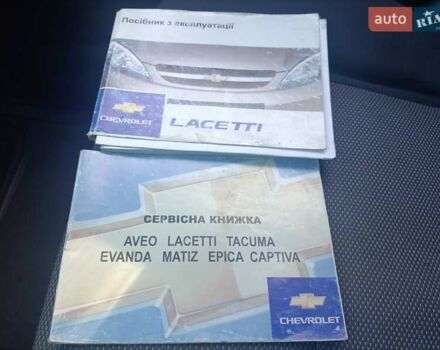 auto RIA
Посібник з експлуатації
CHEVROLET
LACETTI
СЕРВІСНА КНИЖКА
AVEO LACETTI TACUMA
EVANDA MATIZ EPICA CAPTIVA
CHEVROLET